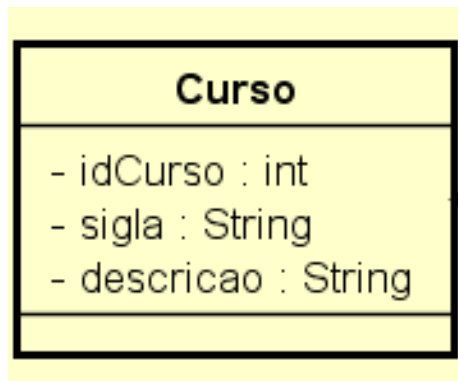 Curso
- idCurso : int
- sigla : String
- descricao : String